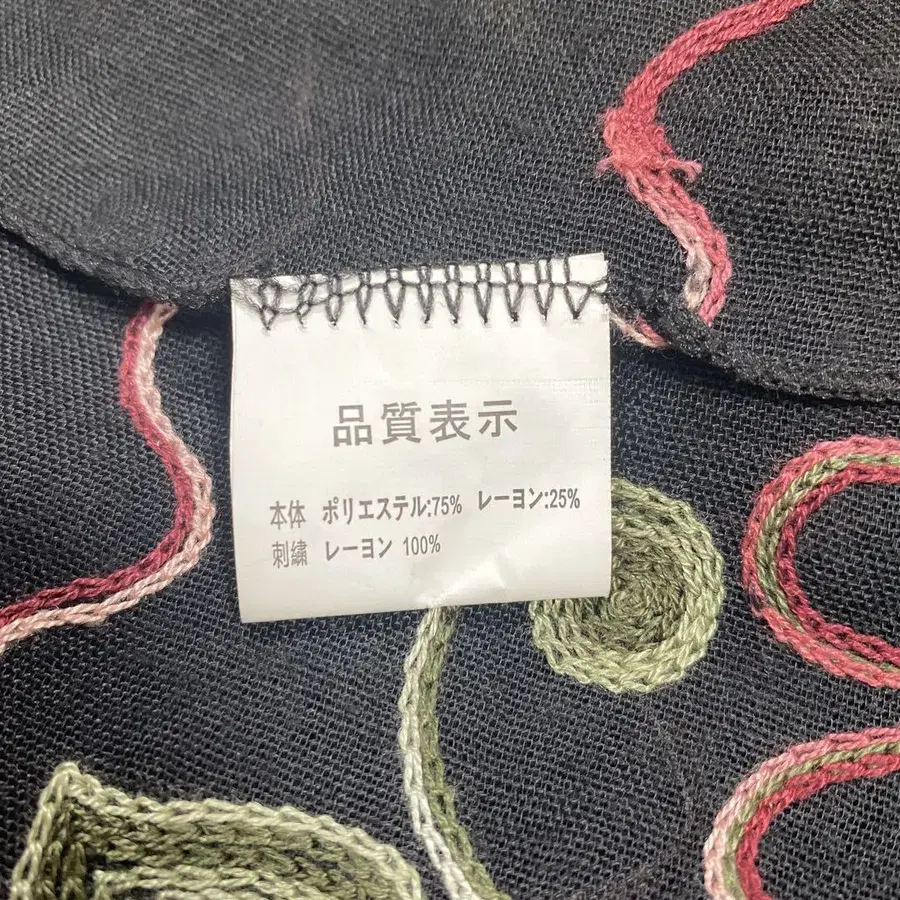 品質表示
本体 ポリエステル:75% レーヨン:25%
刺繍 レーヨン 100%